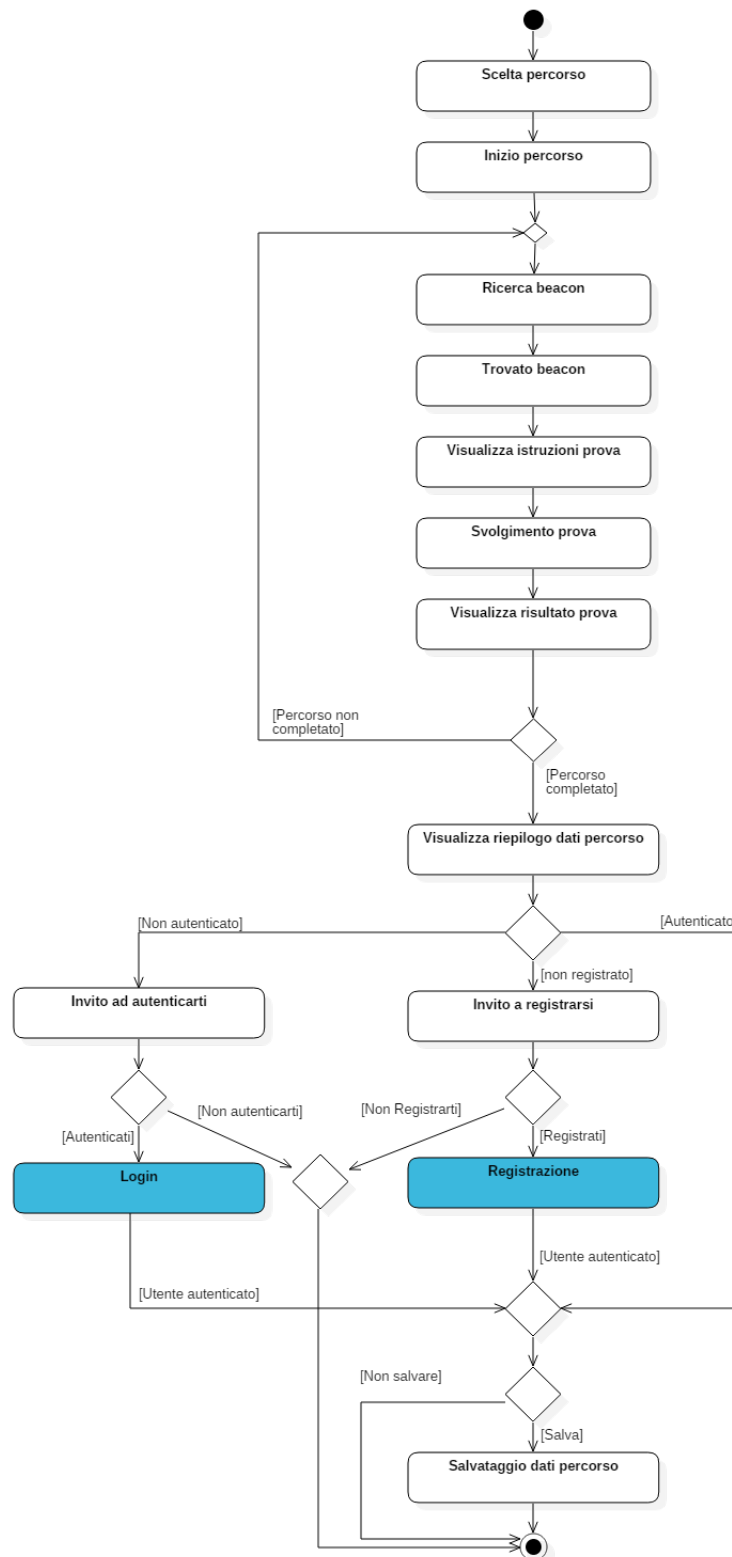 Scelta percorso
Inizio percorso
Ricerca beacon
Trovato beacon
Visualizza istruzioni prova
Svolgimento prova
Visualizza risultato prova
[Percorso non
completato]
[Percorso
completato]
Visualizza riepilogo dati percorso
[Non autenticato]
[Autenticato
[non registrato]
Invito ad autenticarti
Invito a registrarsi
[Non autenticarti]
[Non Registrarti]
[Autenticati]
[Registrati]
Login
Registrazione
[Utente autenticato]
[Utente autenticato]
[Non salvare]
[Salva]
Salvataggio dati percorso